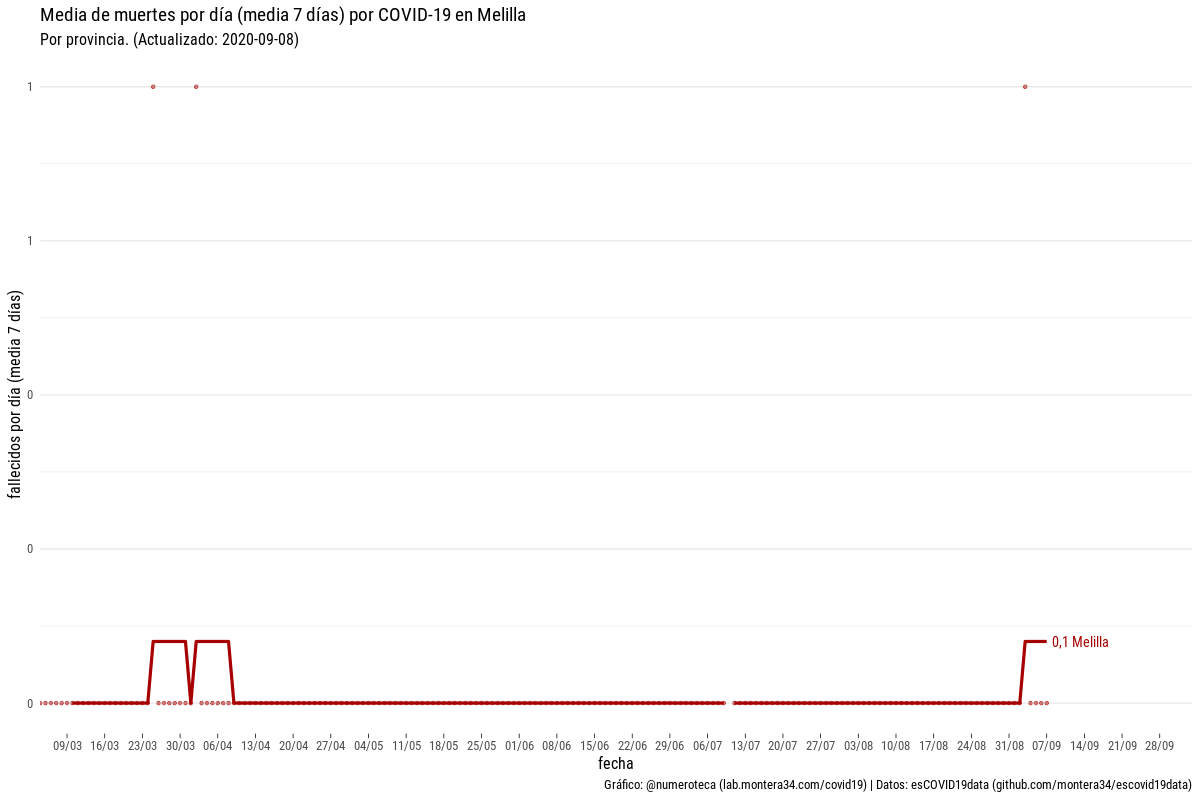 Media de muertes por día (media 7 días) por COVID-19 en Melilla
Por provincia. (Actualizado: 2020-09-08)
1
1
0
0
0
fallecidos por día (media 7 días)
0,1 Melilla
09/03 16/03 23/03 30/03 06/04 13/04 20/04 27/04 04/05 11/05 18/05 25/05 01/06 08/06 15/06 22/06 29/06 06/07 13/07 20/07 27/07 03/08 10/08 17/08 24/08 31/08 07/09 14/09 21/09 28/09
fecha
Gráfico: @numeroteca (lab.montera34.com/covid19) | Datos: esCOVID19data (github.com/montera34/escovid19data)